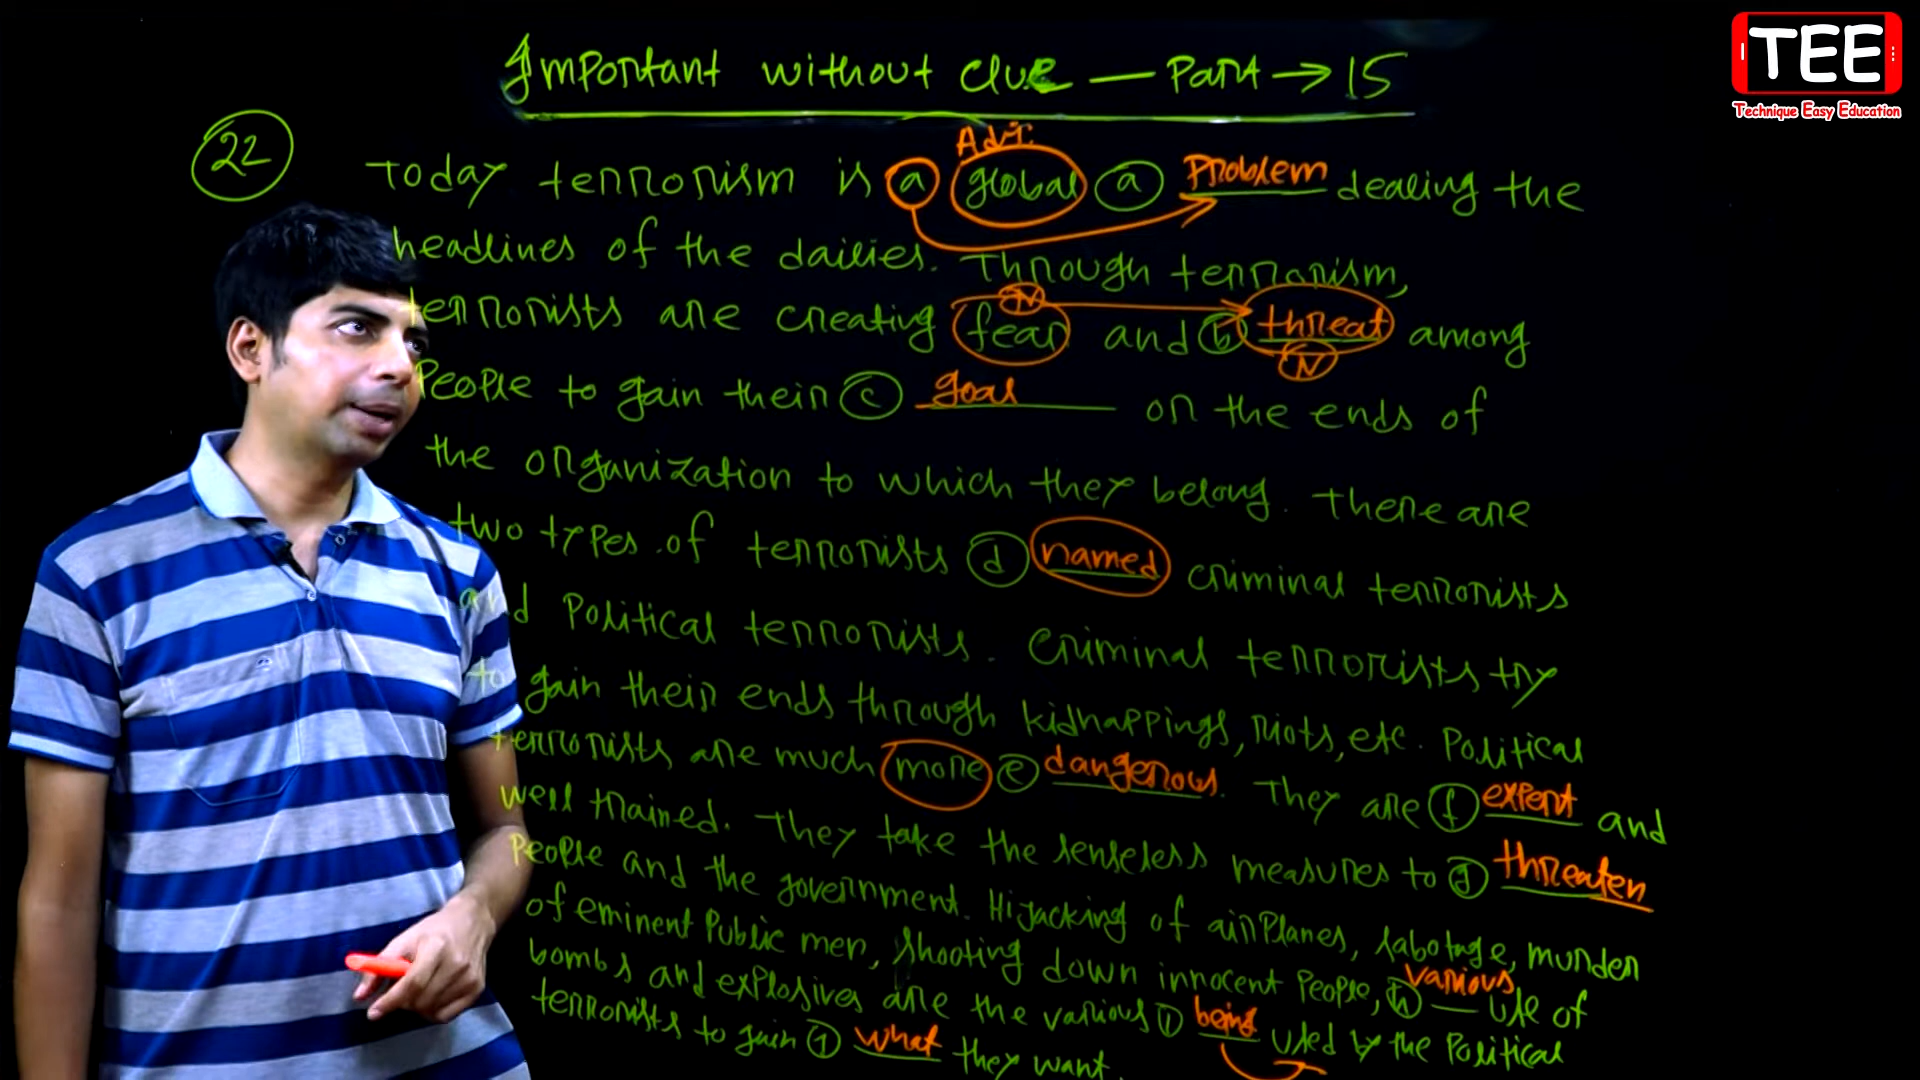 Important without clue — Part → 15
TEE
Technique Easy Education
22
Adj.
Today terrorism is a global (a) Problem dealing the
headlines of the dailies. Through terrorism,
N
terrorists are creating fear and (b) threat among
N
People to gain their (c) goal on the ends of
the organization to which they belong. There are
two types of terrorists (d) named criminal terrorists
and Political terrorists. Criminal terrorists try
to gain their ends through kidnappings, riots, etc. Political
terrorists are much more (e) dangerous. They are (f) expert and
well trained. They take the senseless measures to (g) threaten
People and the government. Hijacking of airplanes, sabotage, murder
of eminent Public men, shooting down innocent People, (h) various use of
bombs and explosives are the various (i) being used by the Political
terrorists to gain (j) what they want.